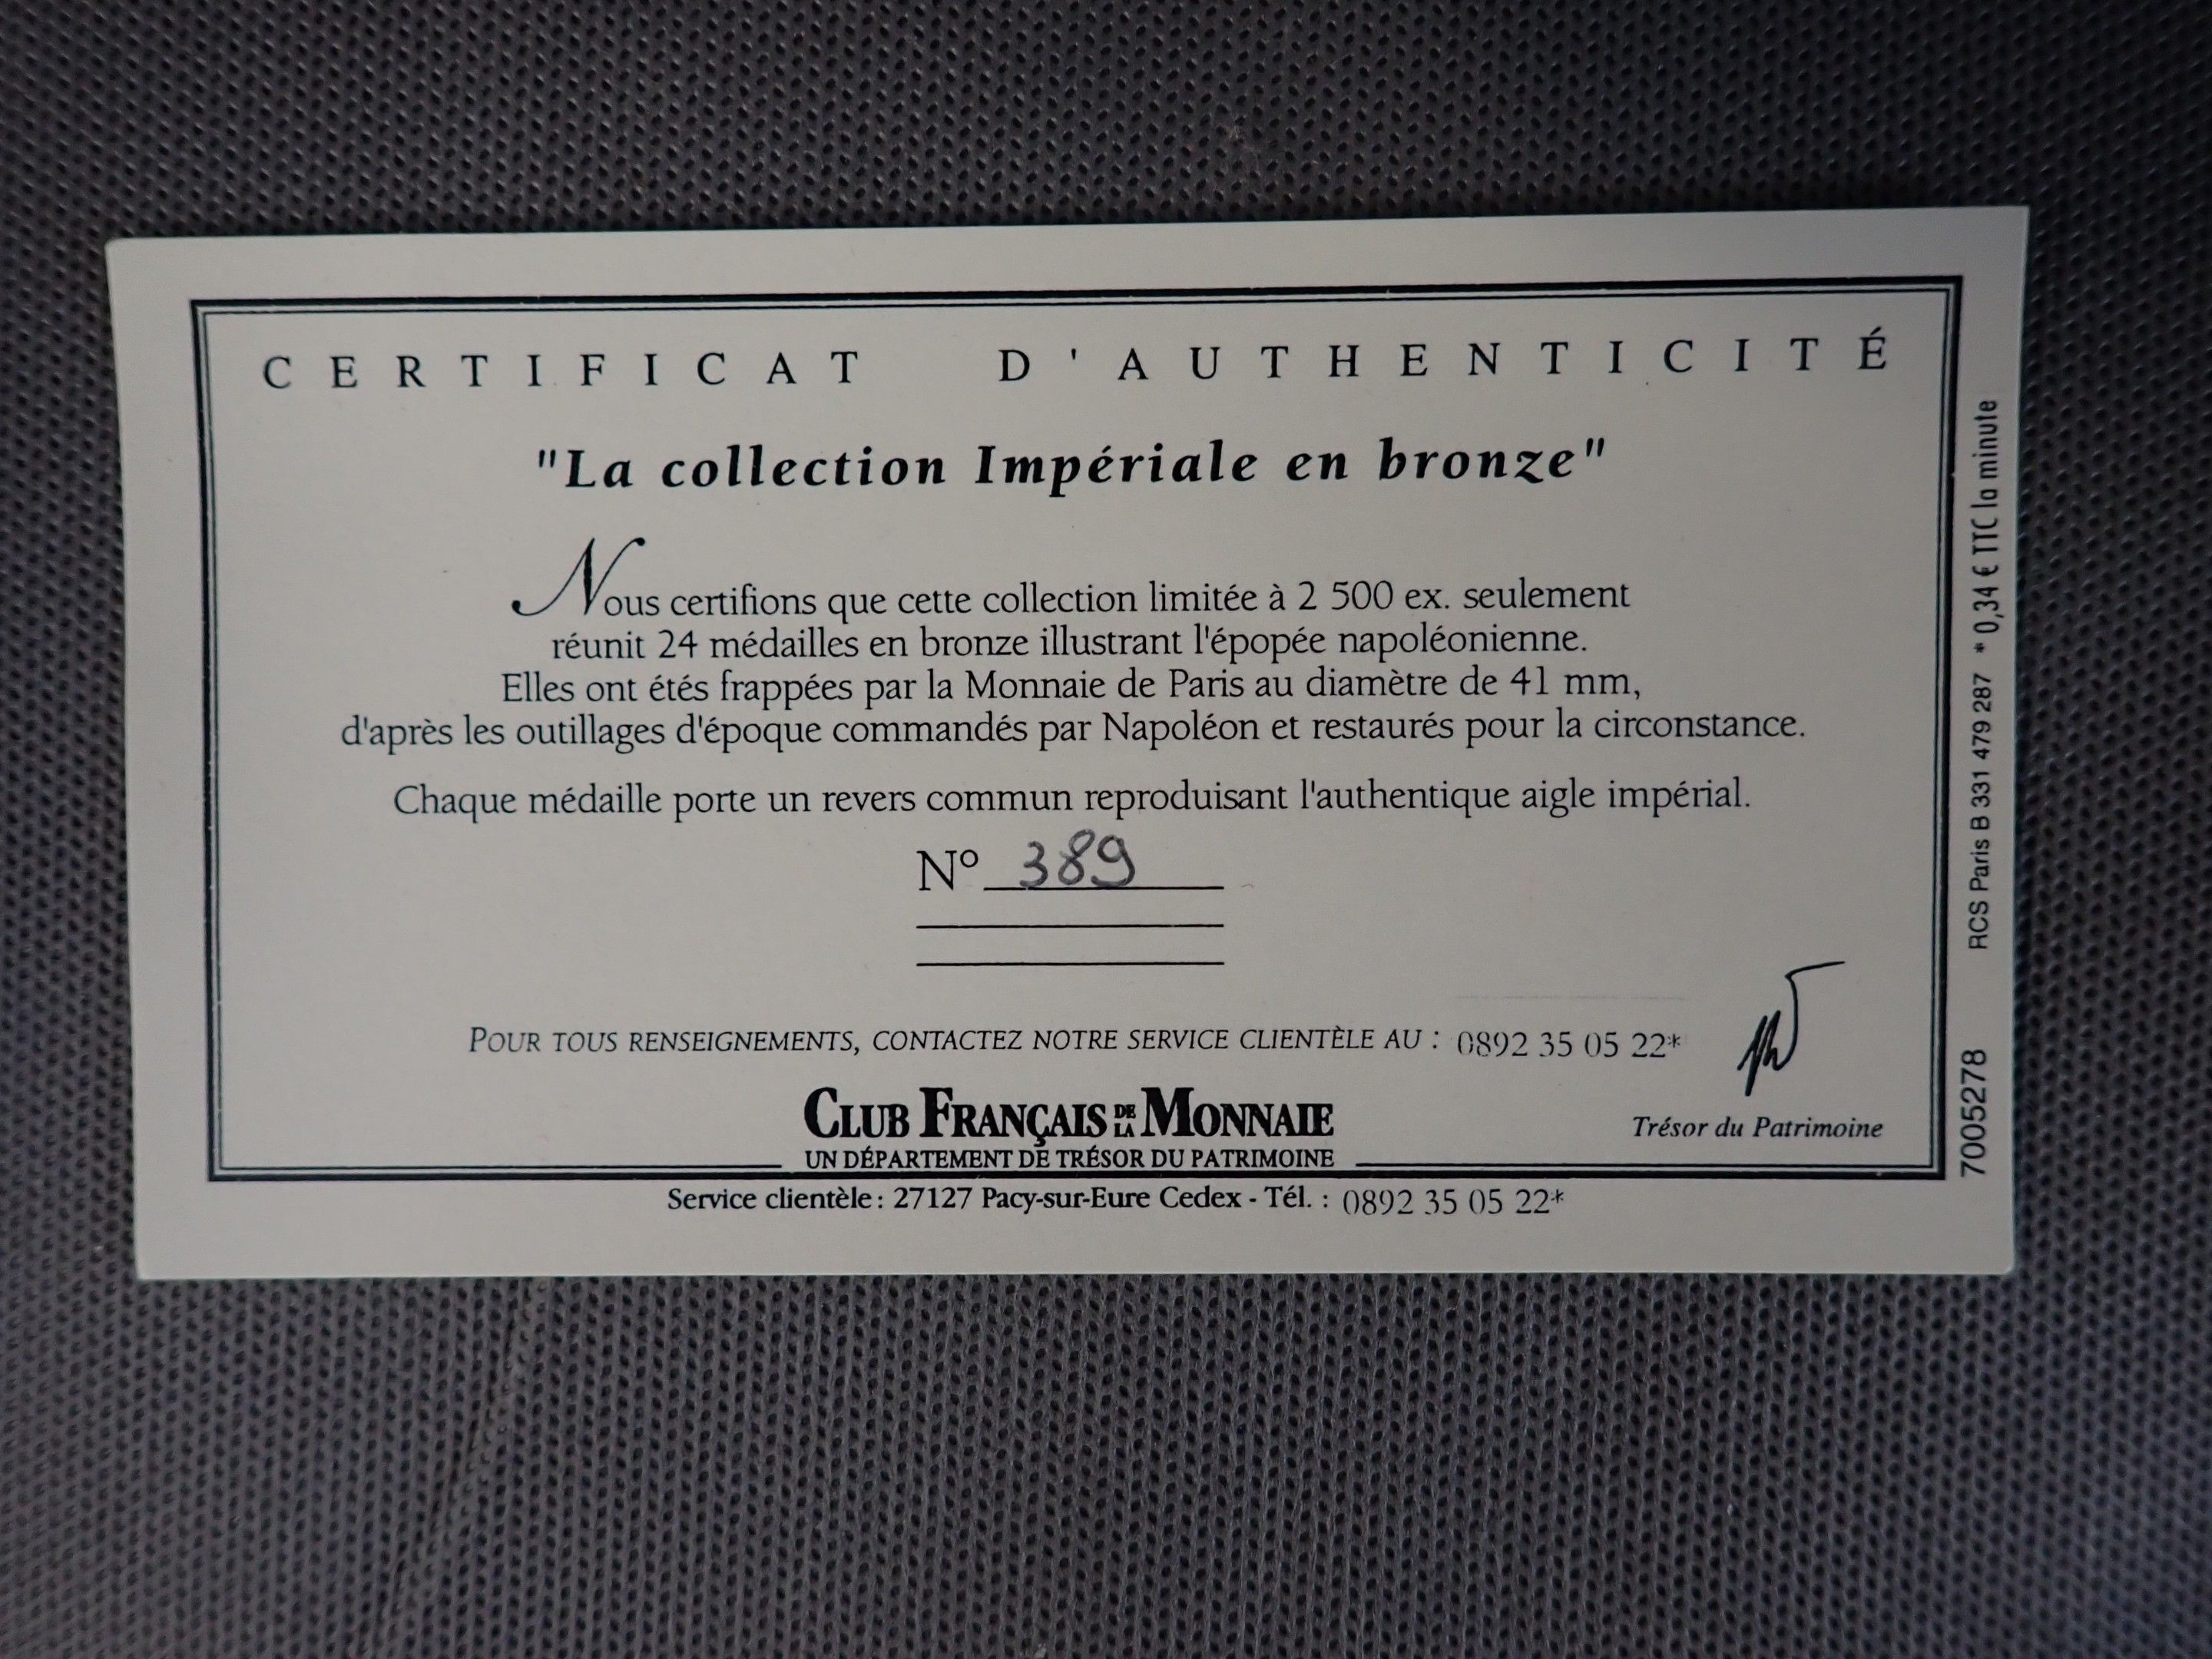 CERTIFICAT D'AUTHENTICITÉ
"La collection Impériale en bronze"
Nous certifions que cette collection limitée à 2 500 ex. seulement
réunit 24 médailles en bronze illustrant l'épopée napoléonienne.
Elles ont étés frappées par la Monnaie de Paris au diamètre de 41 mm,
d'après les outillages d'époque commandés par Napoléon et restaurés pour la circonstance.
Chaque médaille porte un revers commun reproduisant l'authentique aigle impérial.
N° 389
POUR TOUS RENSEIGNEMENTS, CONTACTEZ NOTRE SERVICE CLIENTÈLE AU : 0892 35 05 22*
CLUB FRANÇAIS DE LA MONNAIE
UN DÉPARTEMENT DE TRÉSOR DU PATRIMOINE
Trésor du Patrimoine
Service clientèle : 27127 Pacy-sur-Eure Cedex - Tél. : 0892 35 05 22*
7005278 RCS Paris B 331 479 287 * 0,34 € TTC la minute